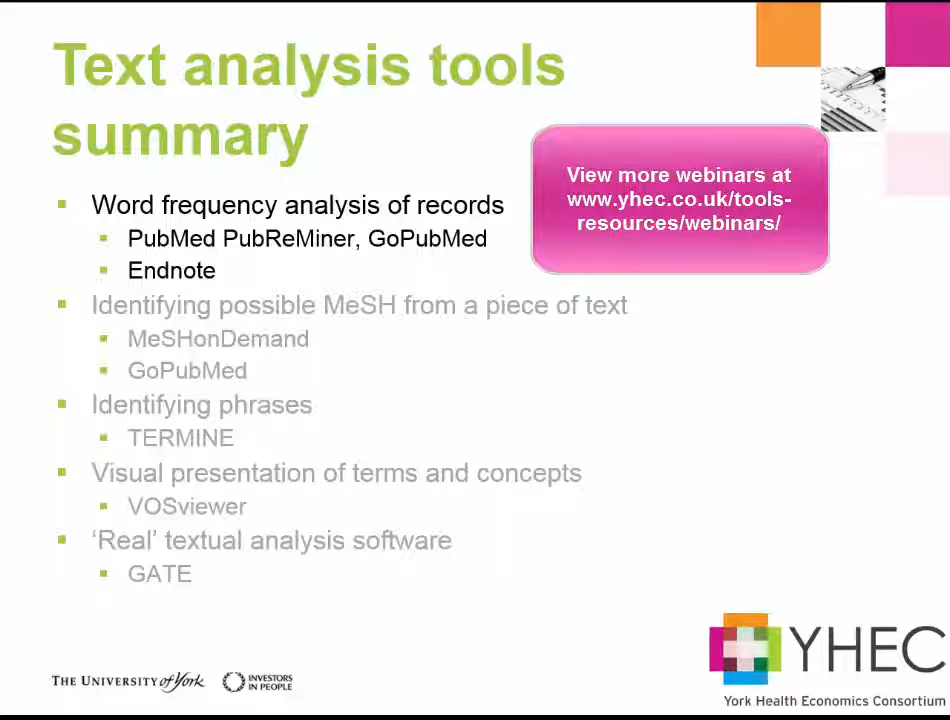 Text analysis tools
summary
View more webinars at
www.yhec.co.uk/tools-
resources/webinars/
Word frequency analysis of records
PubMed PubReMiner, GoPubMed
Endnote
Identifying possible MeSH from a piece of text
MeSHonDemand
GoPubMed
Identifying phrases
TERMINE
Visual presentation of terms and concepts
VOSviewer
‘Real’ textual analysis software
GATE
THE UNIVERSITY of York
INVESTORS
IN PEOPLE
YHEC
York Health Economics Consortium